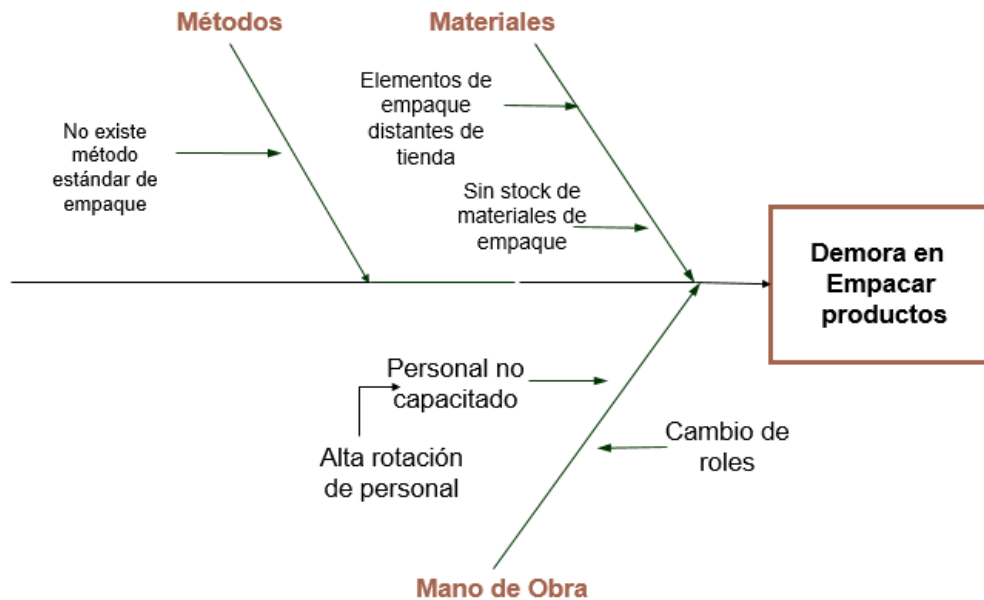 Métodos
Materiales
No existe
método
estándar de
empaque
Elementos de
empaque
distantes de
tienda
Sin stock de
materiales de
empaque
Demora en
Empacar
productos
Personal no
capacitado
Alta rotación
de personal
Cambio de
roles
Mano de Obra